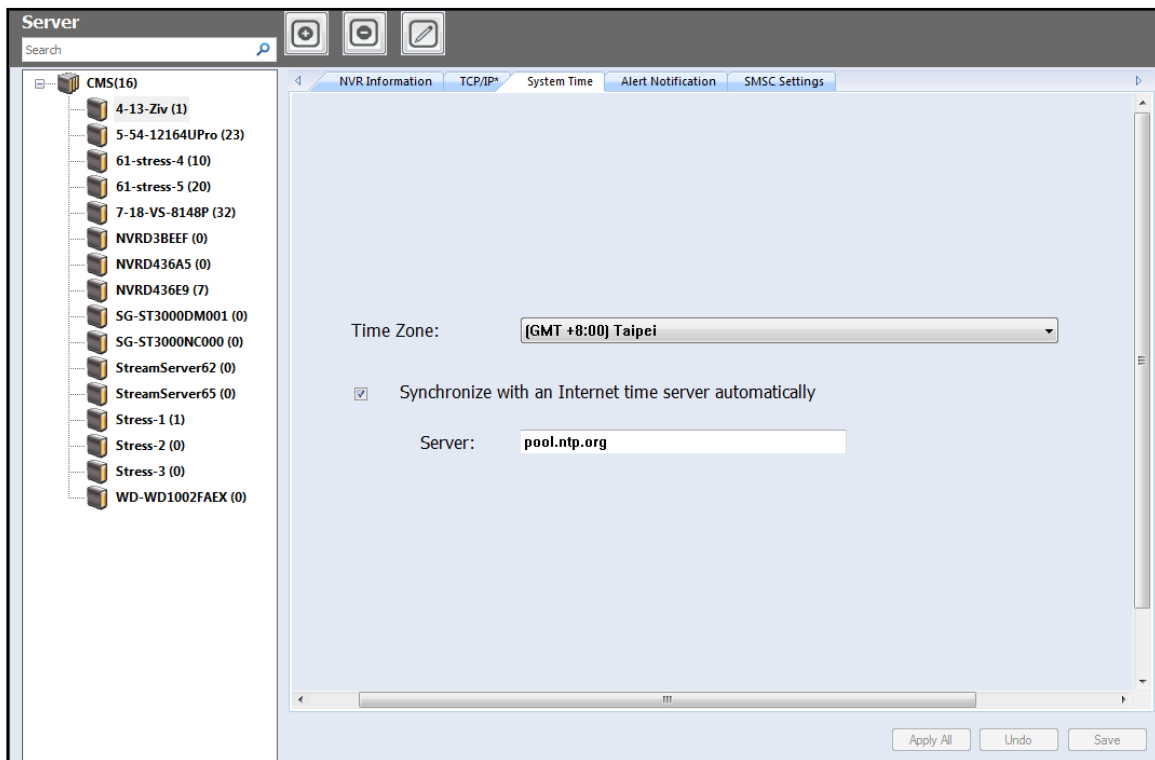 Server
Search
CMS(16)
4-13-Ziv (1)
5-54-12164UPro (23)
61-stress-4 (10)
61-stress-5 (20)
7-18-VS-8148P (32)
NVRD3BEEF (0)
NVRD436A5 (0)
NVRD436E9 (7)
SG-ST3000DM001 (0)
SG-ST3000NC000 (0)
StreamServer62 (0)
StreamServer65 (0)
Stress-1 (1)
Stress-2 (0)
Stress-3 (0)
WD-WD1002FAEX (0)
NVR Information TCP/IP* System Time Alert Notification SMSC Settings
Time Zone: (GMT +8:00) Taipei
Synchronize with an Internet time server automatically
Server: pool.ntp.org
Apply All Undo Save